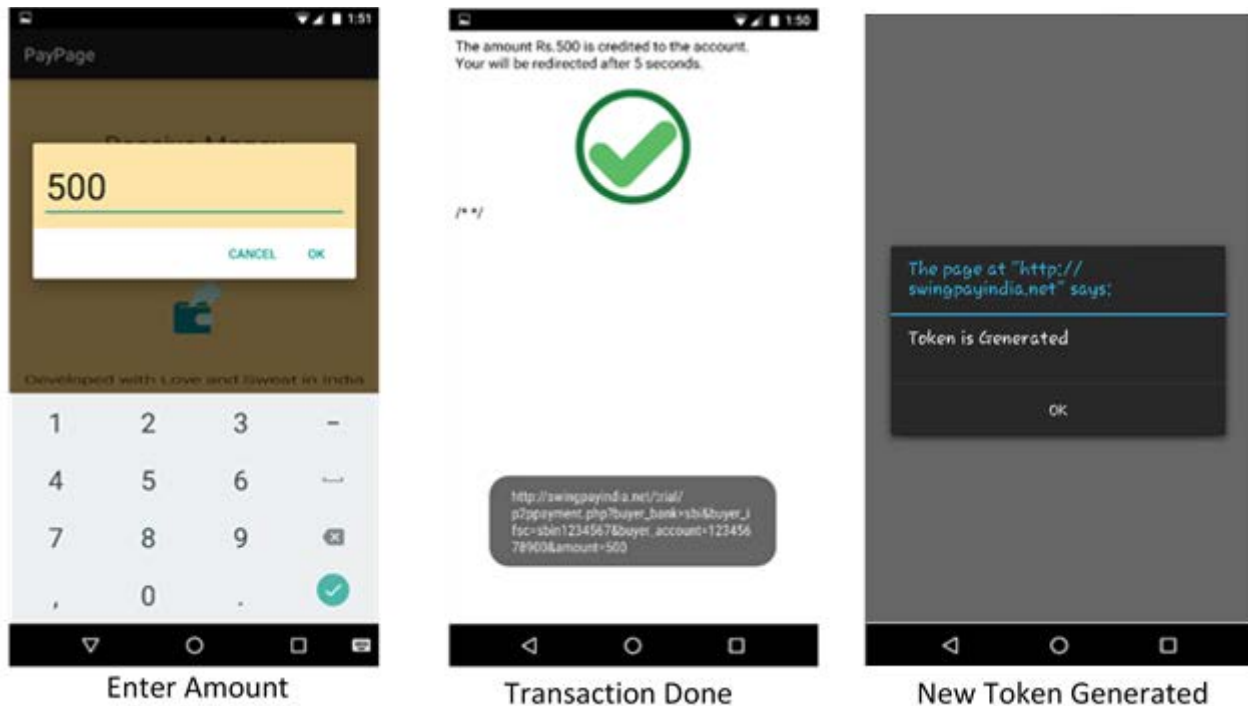 1:51
PayPage
Receive Money
500
CANCEL OK
Developed with Love and Sweat in India
1 2 3 -
4 5 6
7 8 9
, 0 .
Enter Amount
1:50
The amount Rs.500 is credited to the account.
Your will be redirected after 5 seconds.
/* */
http://swingpayindia.net/trial/
p2ppayment.php?buyer_bank=sbi&buyer_i
fsc=sbin1234567&buyer_account=123456
78900&amount=500
Transaction Done
The page at "http://
swingpayindia.net" says:
Token is Generated
OK
New Token Generated